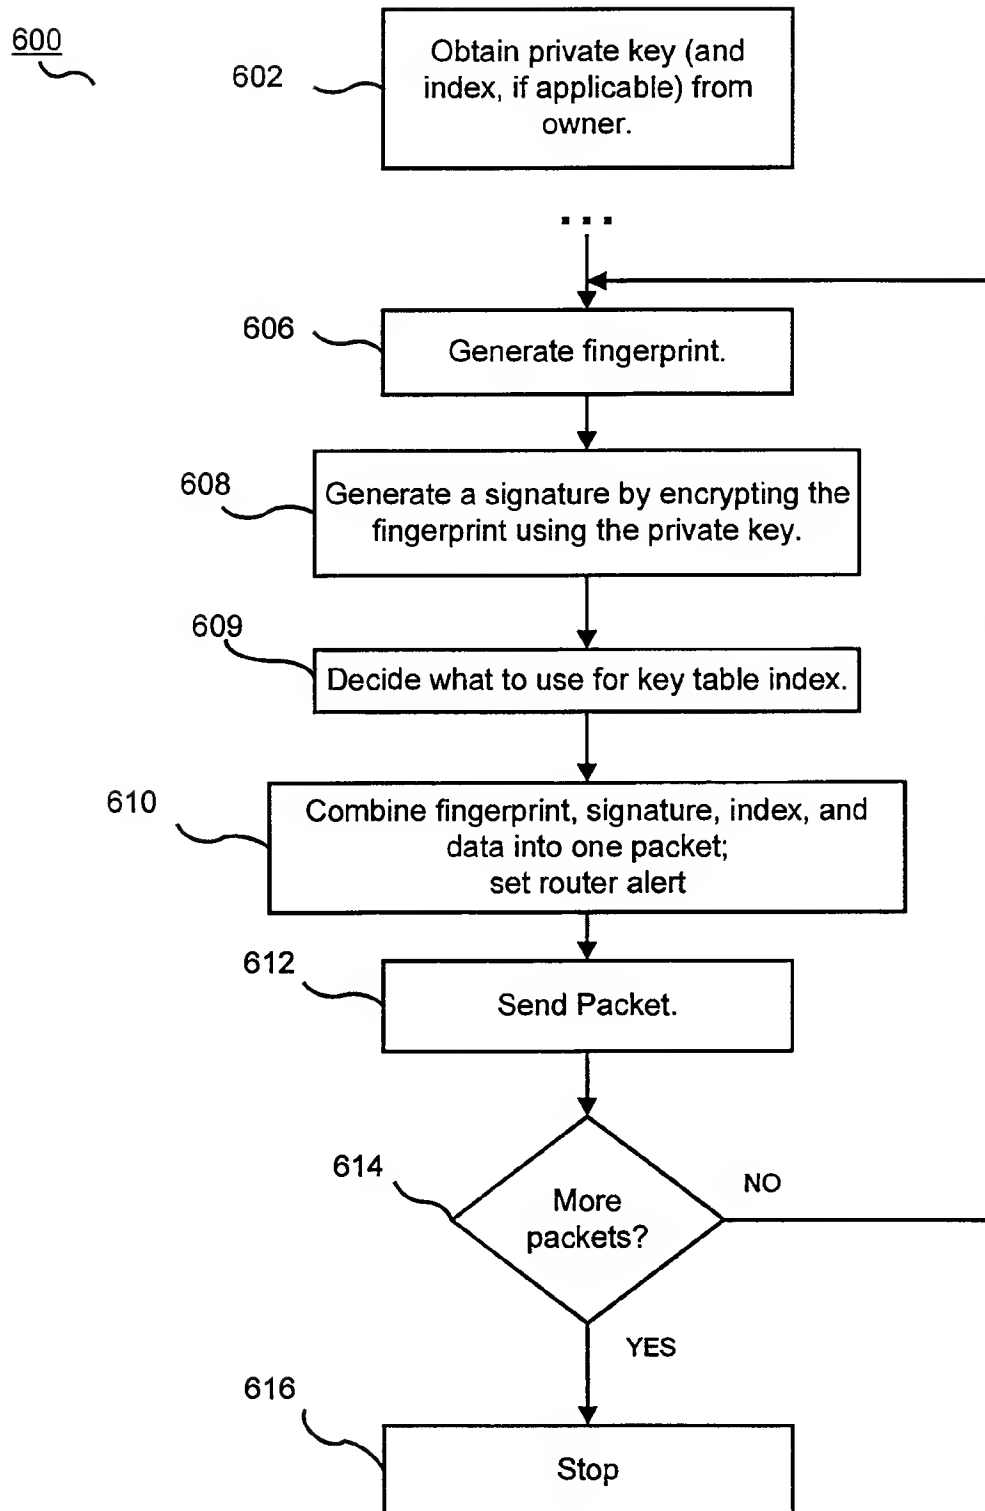 600
602
Obtain private key (and
index, if applicable) from
owner.
...
606
Generate fingerprint.
608
Generate a signature by encrypting the
fingerprint using the private key.
609
Decide what to use for key table index.
610
Combine fingerprint, signature, index, and
data into one packet;
set router alert
612
Send Packet.
614
More
packets?
NO
YES
616
Stop